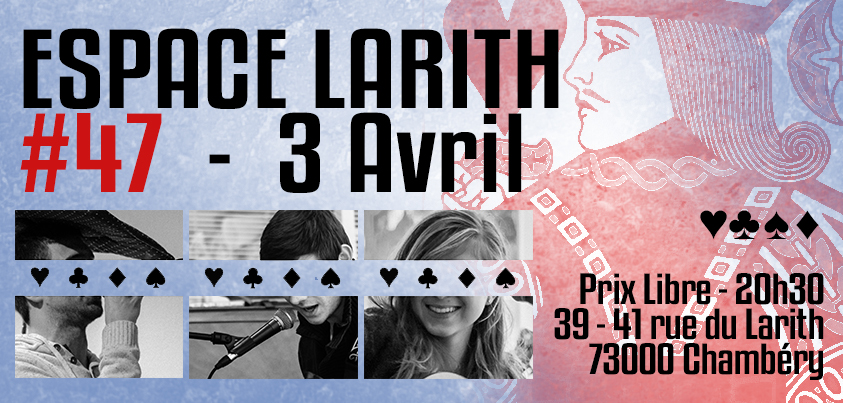 ESPACE LARITH
#47 - 3 Avril
Prix Libre - 20h30
39 - 41 rue du Larith
73000 Chambéry